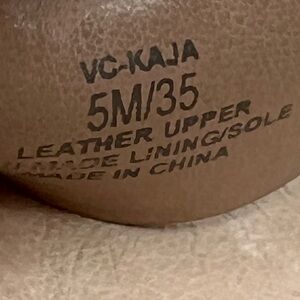 VC-KAJA
5M/35
LEATHER UPPER
MADE LINING/SOLE
MADE IN CHINA